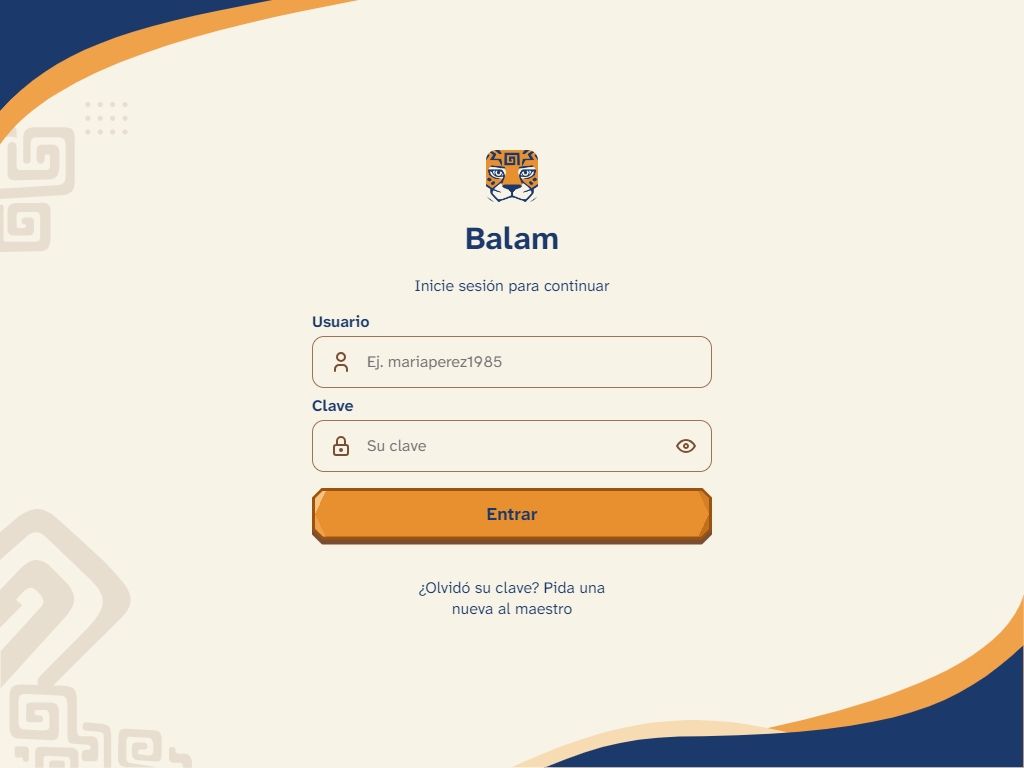 Balam
Inicie sesión para continuar
Usuario
Ej. mariaperez1985
Clave
Su clave
Entrar
¿Olvidó su clave? Pida una
nueva al maestro